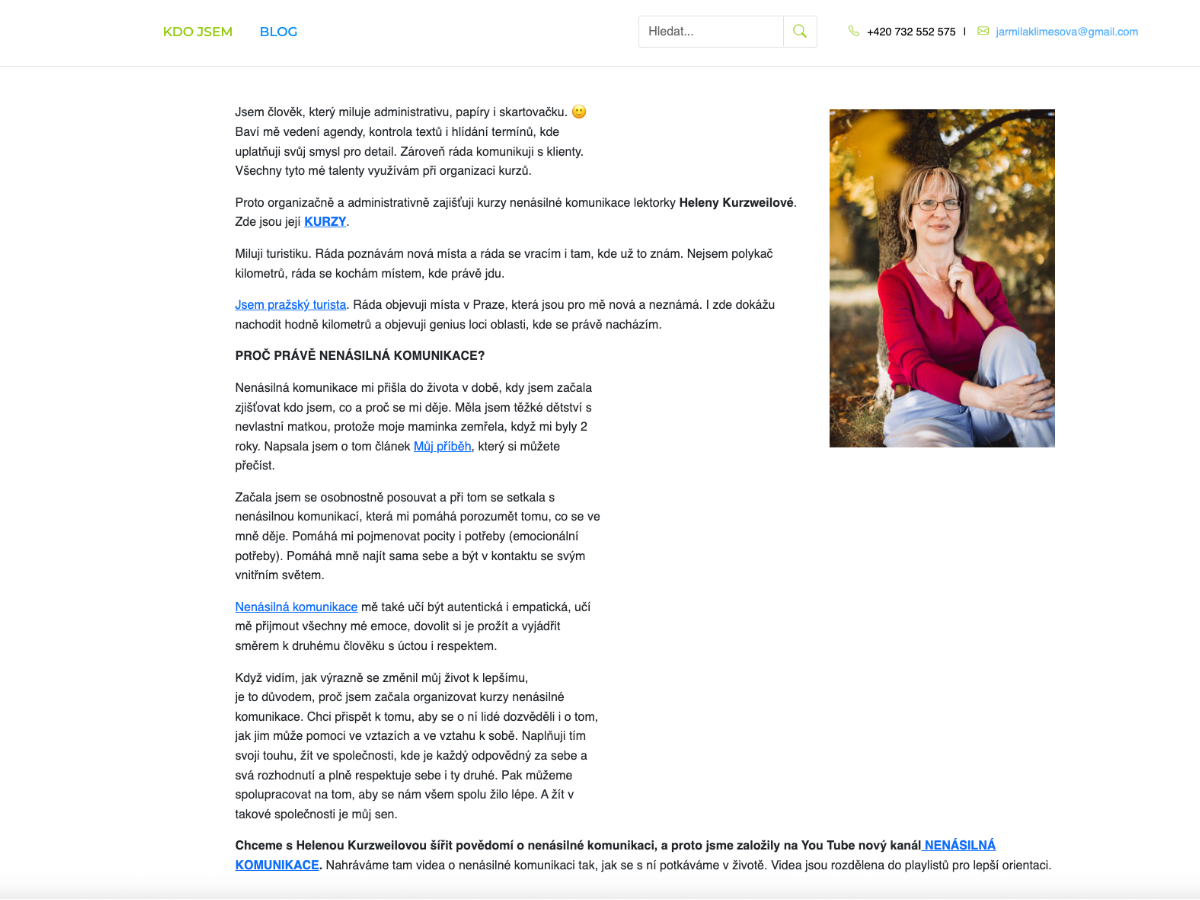 KDO JSEM
BLOG
Hledat...
+420 732 552 575 I
jarmilaklimesova@gmail.com
Jsem člověk, který miluje administrativu, papíry i skartovačku. 🙂
Baví mě vedení agendy, kontrola textů i hlídání termínů, kde
uplatňuji svůj smysl pro detail. Zároveň ráda komunikuji s klienty.
Všechny tyto mé talenty využívám při organizaci kurzů.
Proto organizačně a administrativně zajišťuji kurzy nenásilné komunikace lektorky Heleny Kurzweilové.
Zde jsou její KURZY.
Miluji turistiku. Ráda poznávám nová místa a ráda se vracím i tam, kde už to znám. Nejsem polykač
kilometrů, ráda se kochám místem, kde právě jdu.
Jsem pražský turista. Ráda objevuji místa v Praze, která jsou pro mě nová a neznámá. I zde dokážu
nachodit hodně kilometrů a objevuji genius loci oblasti, kde se právě nacházím.
PROČ PRÁVĚ NENÁSILNÁ KOMUNIKACE?
Nenásilná komunikace mi přišla do života v době, kdy jsem začala
zjišťovat kdo jsem, co a proč se mi děje. Měla jsem těžké dětství s
nevlastní matkou, protože moje maminka zemřela, když mi byly 2
roky. Napsala jsem o tom článek Můj příběh, který si můžete
přečíst.
Začala jsem se osobnostně posouvat a při tom se setkala s
nenásilnou komunikací, která mi pomáhá porozumět tomu, co se ve
mně děje. Pomáhá mi pojmenovat pocity i potřeby (emocionální
potřeby). Pomáhá mně najít sama sebe a být v kontaktu se svým
vnitřním světem.
Nenásilná komunikace mě také učí být autentická i empatická, učí
mě přijmout všechny mé emoce, dovolit si je prožít a vyjádřit
směrem k druhému člověku s úctou i respektem.
Když vidím, jak výrazně se změnil můj život k lepšímu,
je to důvodem, proč jsem začala organizovat kurzy nenásilné
komunikace. Chci přispět k tomu, aby se o ní lidé dozvěděli i o tom,
jak jim může pomoci ve vztazích a ve vztahu k sobě. Naplňuji tím
svoji touhu, žít ve společnosti, kde je každý odpovědný za sebe a
svá rozhodnutí a plně respektuje sebe i ty druhé. Pak můžeme
spolupracovat na tom, aby se nám všem spolu žilo lépe. A žít v
takové společnosti je můj sen.
Chceme s Helenou Kurzweilovou šířit povědomí o nenásilné komunikaci, a proto jsme založily na You Tube nový kanál NENÁSILNÁ
KOMUNIKACE. Nahráváme tam videa o nenásilné komunikaci tak, jak se s ní potkáváme v životě. Videa jsou rozdělena do playlistů pro lepší orientaci.